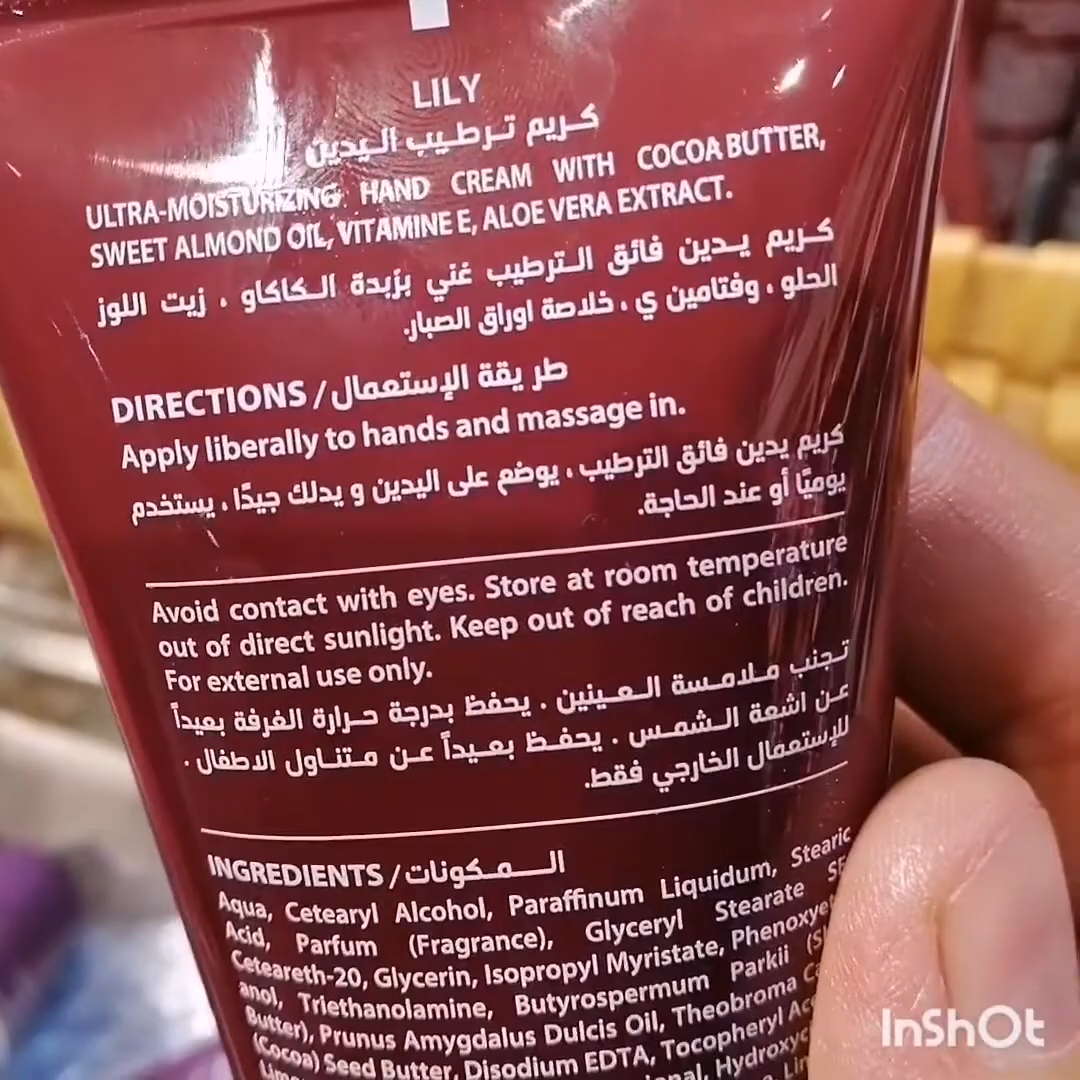 LILY
كريم ترطيب اليدين
ULTRA-MOISTURIZING HAND CREAM WITH COCOA BUTTER,
SWEET ALMOND OIL, VITAMINE E, ALOE VERA EXTRACT.
كريم يدين فائق الترطيب غني بزبدة الكاكاو ، زيت اللوز
الحلو ، وفتامين ي ، خلاصة اوراق الصبار.
DIRECTIONS / طريقة الإستعمال
Apply liberally to hands and massage in.
كريم يدين فائق الترطيب ، يوضع على اليدين و يدلك جيدًا ، يستخدم
يوميًا أو عند الحاجة.
Avoid contact with eyes. Store at room temperature
out of direct sunlight. Keep out of reach of children.
For external use only.
تجنب ملامسة العينين . يحفظ بدرجة حرارة الغرفة بعيداً
عن اشعة الشمس . يحفظ بعيداً عن متناول الاطفال .
للإستعمال الخارجي فقط.
INGREDIENTS / المكونات
Aqua, Cetearyl Alcohol, Paraffinum Liquidum, Stearic
Acid, Parfum (Fragrance), Glyceryl Stearate
Ceteareth-20, Glycerin, Isopropyl Myristate,
anol, Triethanolamine, Butyrospermum Parkii
Butter), Prunus Amygdalus Dulcis Oil, Theobroma
(Cocoa) Seed Butter, Disodium EDTA,
InShOt